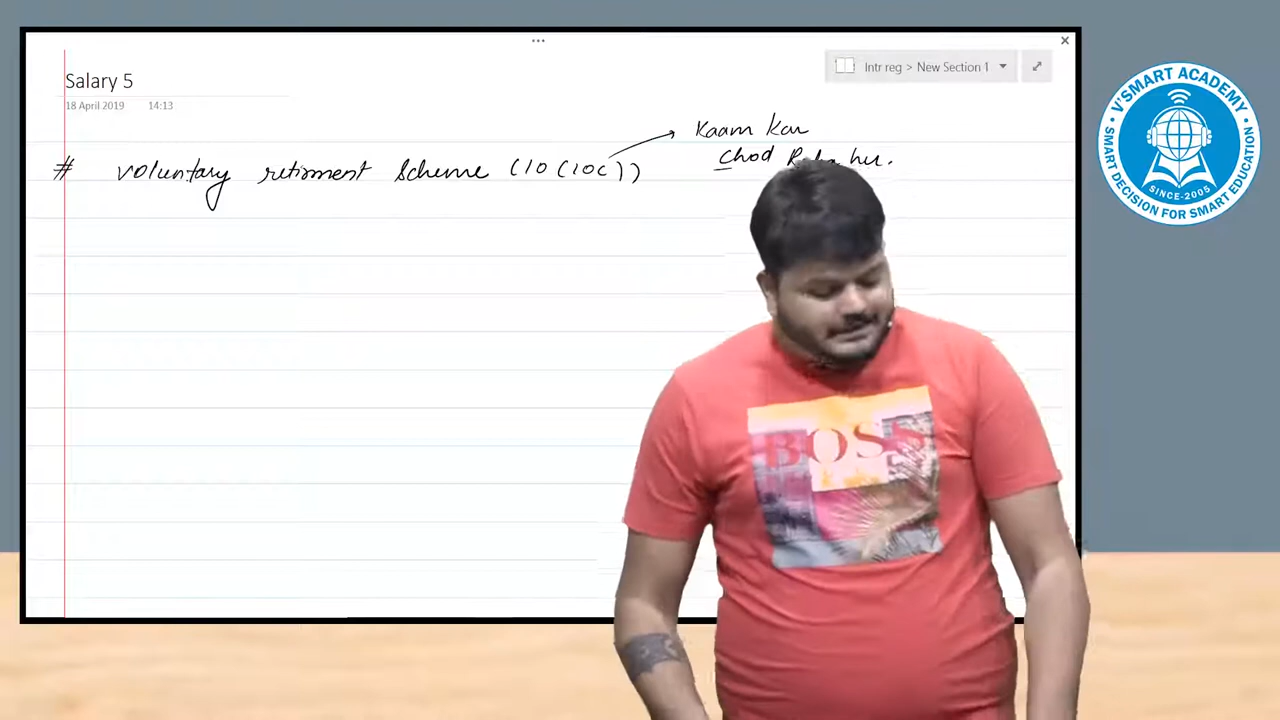 Salary 5
Intr reg > New Section 1
18 April 2019 14:13
Kaam kar
chod
# Voluntary retirment Scheme (10(10C))
BOSS
V'SMART ACADEMY
SINCE-2005
SMART DECISION FOR SMART EDUCATION